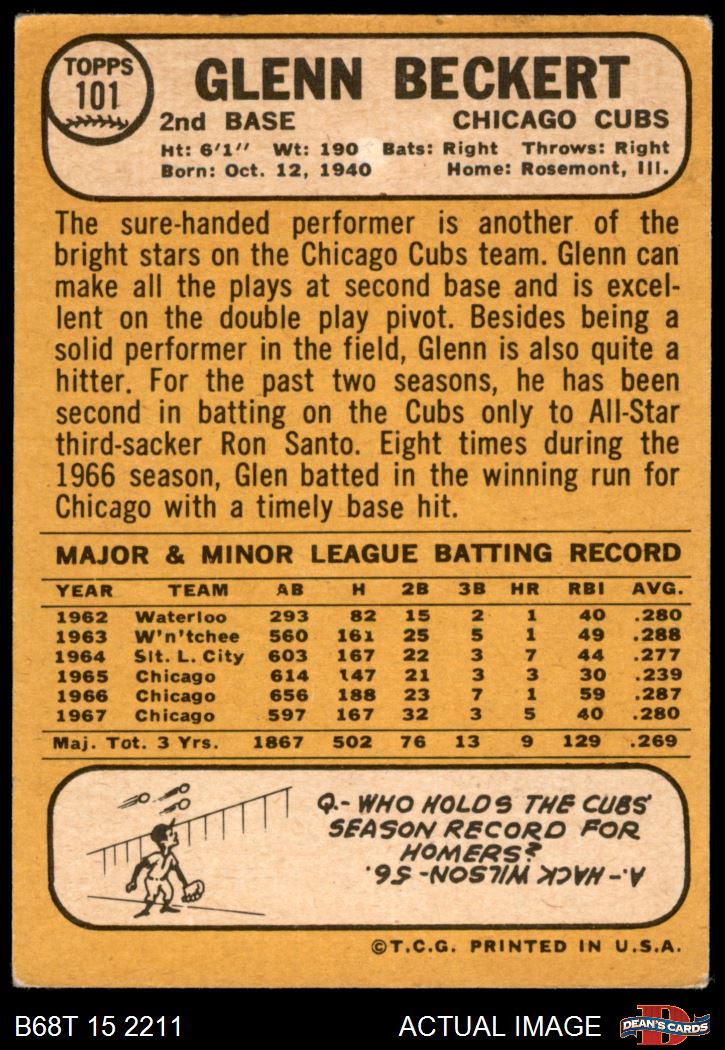 TOPPS
101
GLENN BECKERT
2nd BASE CHICAGO CUBS
Ht: 6'1" Wt: 190 Bats: Right Throws: Right
Born: Oct. 12, 1940 Home: Rosemont, Ill.
The sure-handed performer is another of the
bright stars on the Chicago Cubs team. Glenn can
make all the plays at second base and is excel-
lent on the double play pivot. Besides being a
solid performer in the field, Glenn is also quite a
hitter. For the past two seasons, he has been
second in batting on the Cubs only to All-Star
third-sacker Ron Santo. Eight times during the
1966 season, Glen batted in the winning run for
Chicago with a timely base hit.
MAJOR & MINOR LEAGUE BATTING RECORD
YEAR TEAM AB H 2B 3B HR RBI AVG.
1962 Waterloo 293 82 15 2 1 40 .280
1963 W'n'tchee 560 161 25 5 1 49 .288
1964 Slt. L. City 603 167 22 3 7 44 .277
1965 Chicago 614 147 21 3 3 30 .239
1966 Chicago 656 188 23 7 1 59 .287
1967 Chicago 597 167 32 3 5 40 .280
Maj. Tot. 3 Yrs. 1867 502 76 13 9 129 .269
Q.- WHO HOLDS THE CUBS'
SEASON RECORD FOR
HOMERS?
A.- HACK WILSON- 56.
©T.C.G. PRINTED IN U.S.A.
B68T 15 2211 ACTUAL IMAGE D DEAN'S CARDS